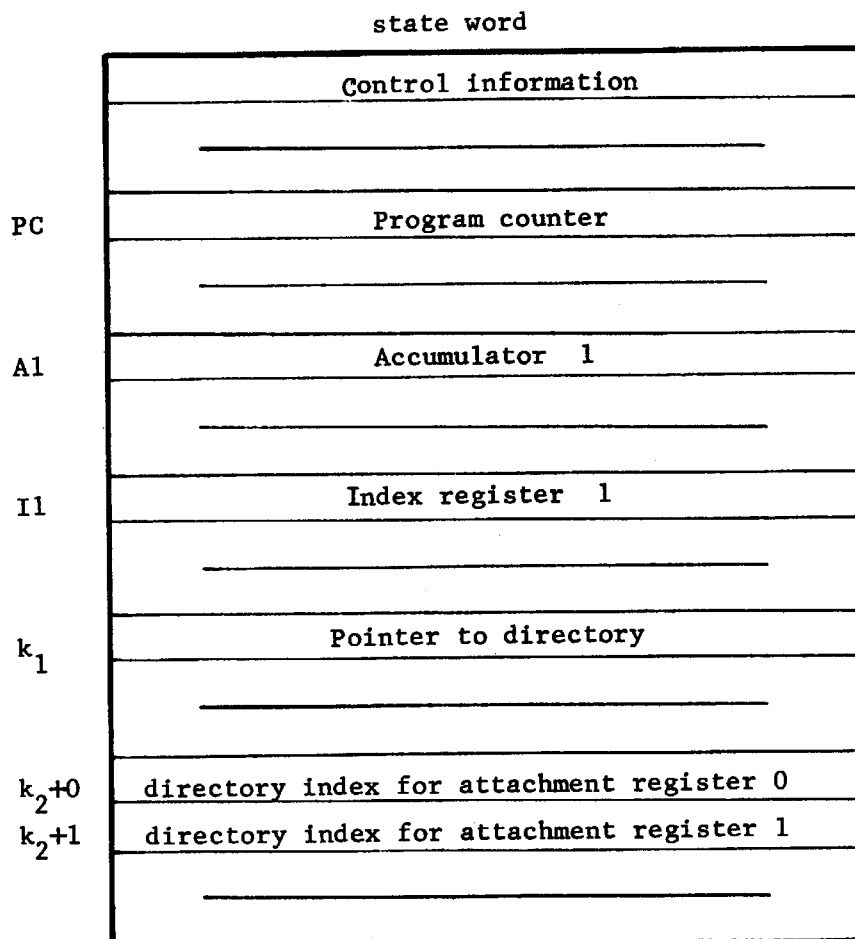 state word
Control information
PC Program counter
A1 Accumulator 1
I1 Index register 1
k₁ Pointer to directory
k₂+0 directory index for attachment register 0
k₂+1 directory index for attachment register 1